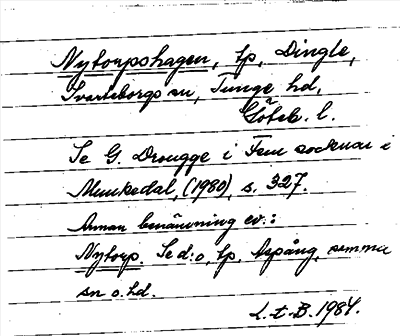 Nytorpshagen, tp, Dingle,
Svarteborgs sn, Tunge hd,
Göteb. l.
Se G. Drougge i Fem socknar i
Munkedal, (1980), s. 327.
Annan benämning ev.:
Nytorp. Se d:o, tp, Aspång, samma
sn o. hd.
L.t.B. 1984.